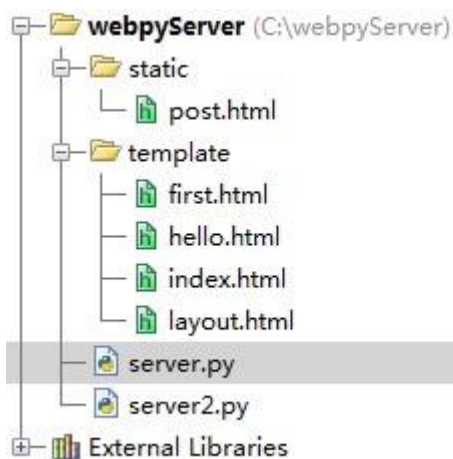 webpyServer (C:\webpyServer)
static
post.html
template
first.html
hello.html
index.html
layout.html
server.py
server2.py
External Libraries